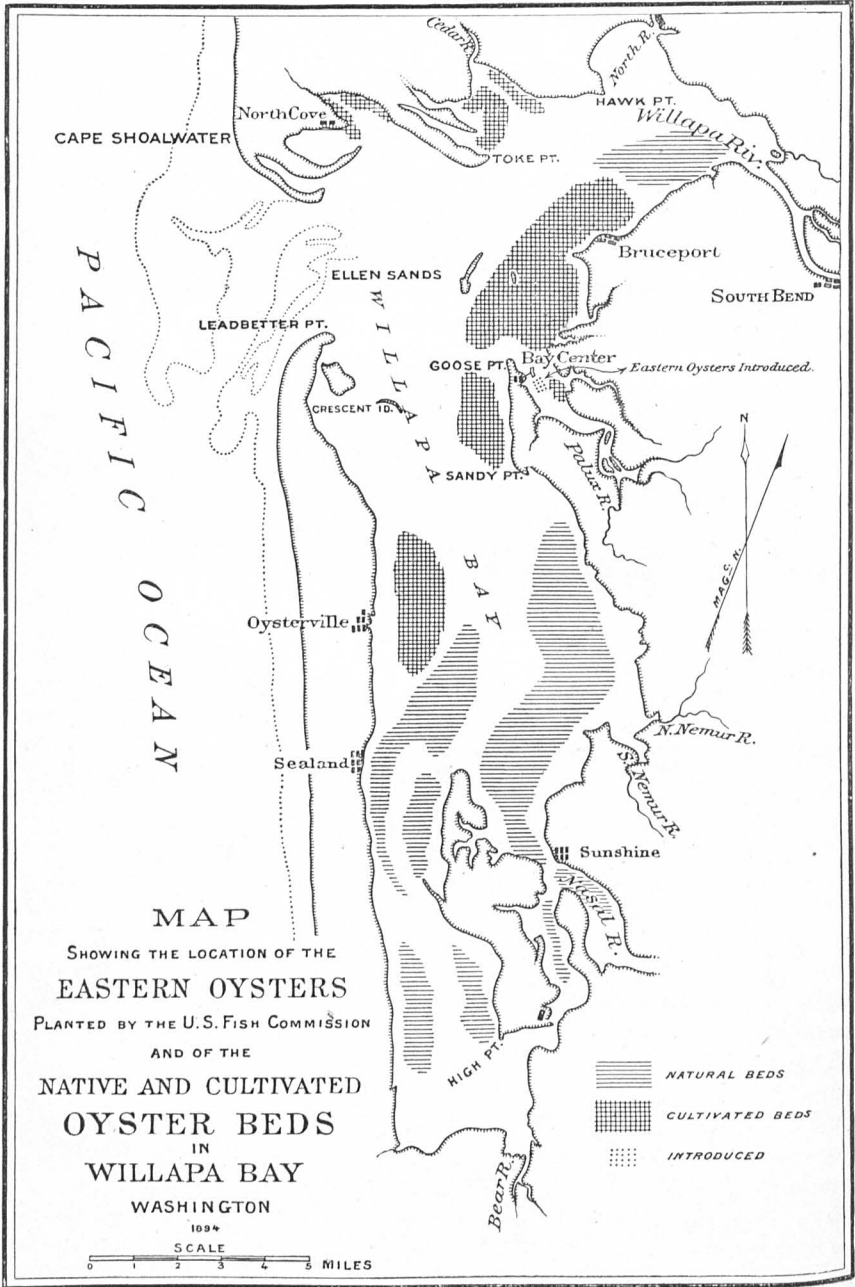 Cedar R.
North R.
North Cove
HAWK PT.
Willapa Riv.
CAPE SHOALWATER
TOKE PT.
Bruceport
PACIFIC OCEAN
ELLEN SANDS
SOUTH BEND
WILLAPA BAY
LEADBETTER PT.
Bay Center
GOOSE PT.
Eastern Oysters Introduced.
CRESCENT ID.
N
SANDY PT.
Palux R.
MAG. N.
Oysterville
N. Nemur R.
Sealand
S. Nemur R.
Sunshine
Nasal R.
HIGH PT.
Bear R.
MAP
SHOWING THE LOCATION OF THE
EASTERN OYSTERS
PLANTED BY THE U.S. FISH COMMISSION
AND OF THE
NATIVE AND CULTIVATED
OYSTER BEDS
IN
WILLAPA BAY
WASHINGTON
1894
SCALE
0 1 2 3 4 5 MILES
NATURAL BEDS
CULTIVATED BEDS
INTRODUCED